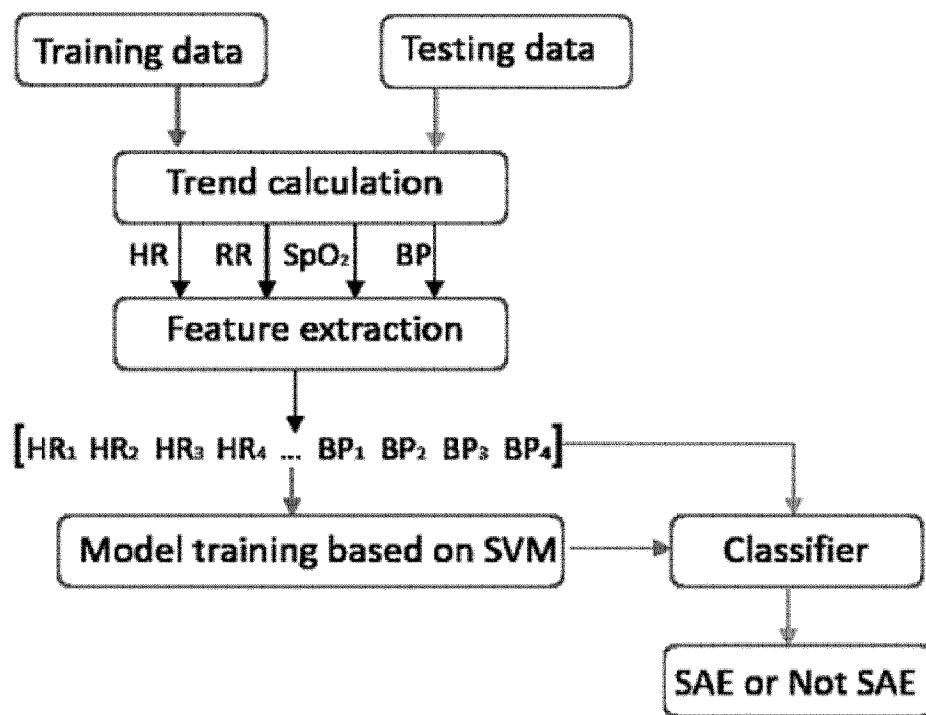 Training data
Testing data
Trend calculation
HR RR SpO₂ BP
Feature extraction
[HR₁ HR₂ HR₃ HR₄ ... BP₁ BP₂ BP₃ BP₄]
Model training based on SVM
Classifier
SAE or Not SAE